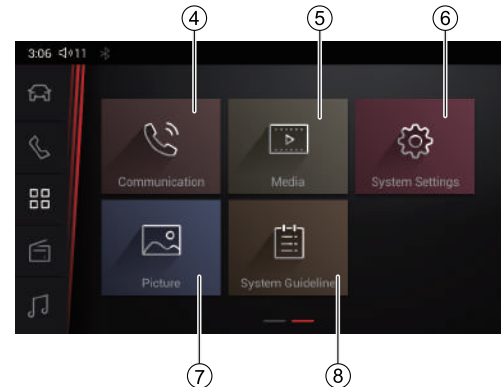 ④ ⑤ ⑥
3:06 11
Communication Media System Settings
Picture System Guideline
⑦ ⑧